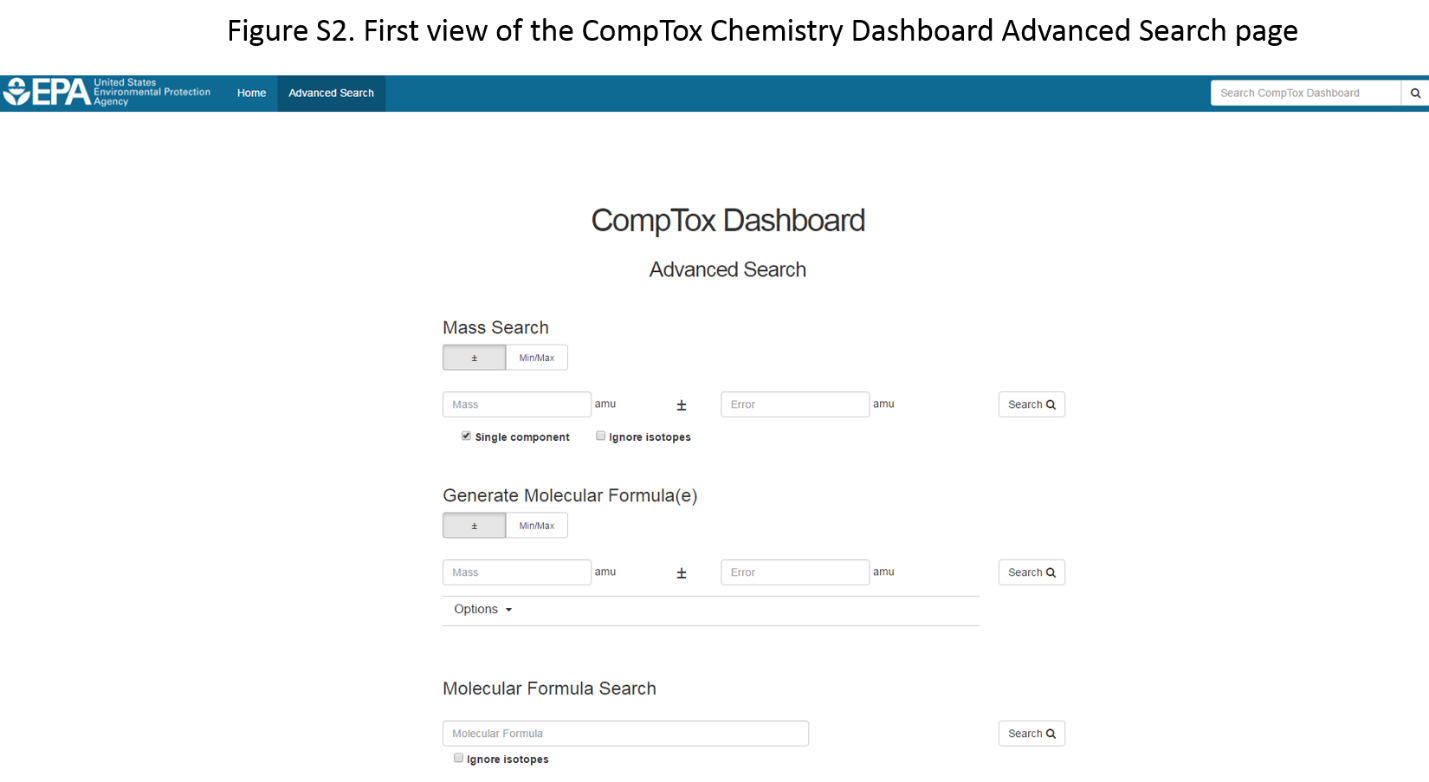 Figure S2. First view of the CompTox Chemistry Dashboard Advanced Search page
EPA United States Environmental Protection Agency Home Advanced Search Search CompTox Dashboard
CompTox Dashboard
Advanced Search
Mass Search
± Min/Max
Mass amu ± Error amu Search
Single component Ignore isotopes
Generate Molecular Formula(e)
± Min/Max
Mass amu ± Error amu Search
Options
Molecular Formula Search
Molecular Formula Search
Ignore isotopes